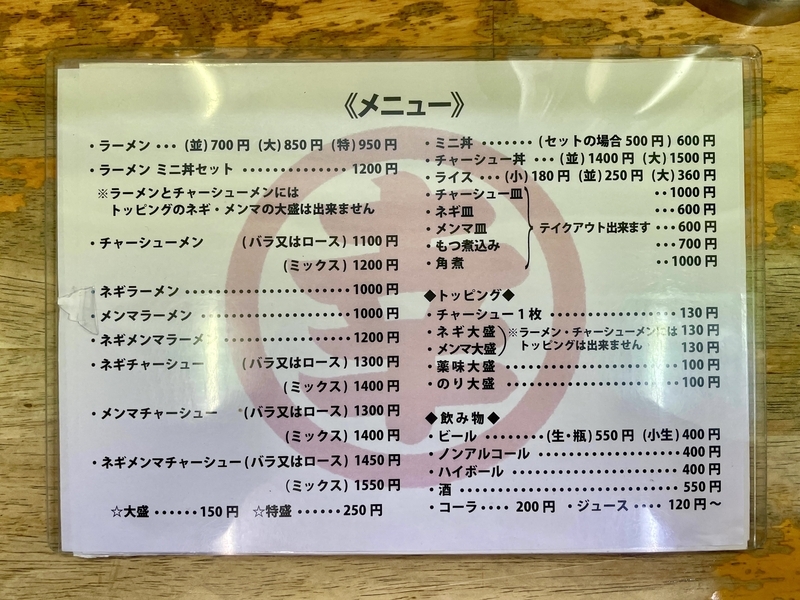 《メニュー》
・ラーメン … (並)700円 (大)850円 (特)950円
・ラーメン ミニ丼セット …………… 1200円
※ラーメンとチャーシューメンには
トッピングのネギ・メンマの大盛は出来ません
・チャーシューメン (バラ又はロース) 1100円
(ミックス) 1200円
・ネギラーメン ………………… 1000円
・メンマラーメン ……………… 1000円
・ネギメンマラーメン ………… 1200円
・ネギチャーシュー (バラ又はロース) 1300円
(ミックス) 1400円
・メンマチャーシュー (バラ又はロース) 1300円
(ミックス) 1400円
・ネギメンマチャーシュー (バラ又はロース) 1450円
(ミックス) 1550円
☆大盛 …… 150円 ☆特盛 …… 250円
・ミニ丼 …… (セットの場合 500円) 600円
・チャーシュー丼 … (並)1400円 (大)1500円
・ライス … (小)180円 (並)250円 (大)360円
・チャーシュー皿 ‥1000円
・ネギ皿 …600円
・メンマ皿 テイクアウト出来ます …600円
・もつ煮込み …700円
・角煮 ‥1000円
◆トッピング◆
・チャーシュー1枚 ……………… 130円
・ネギ大盛 ※ラーメン・チャーシューメンには 130円
・メンマ大盛 トッピングは出来ません …… 130円
・薬味大盛 ………………… 100円
・のり大盛 ………………… 100円
◆飲み物◆
・ビール …… (生・瓶)550円 (小生)400円
・ノンアルコール ……………… 400円
・ハイボール ………………… 400円
・酒 ……………………… 550円
・コーラ …… 200円 ・ジュース …… 120円〜